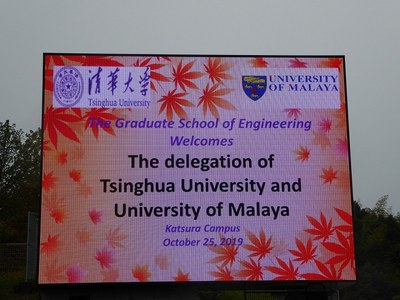 清华大学
Tsinghua University
UNIVERSITY
OF MALAYA
The Graduate School of Engineering
Welcomes
The delegation of
Tsinghua University and
University of Malaya
Katsura Campus
October 25, 2019